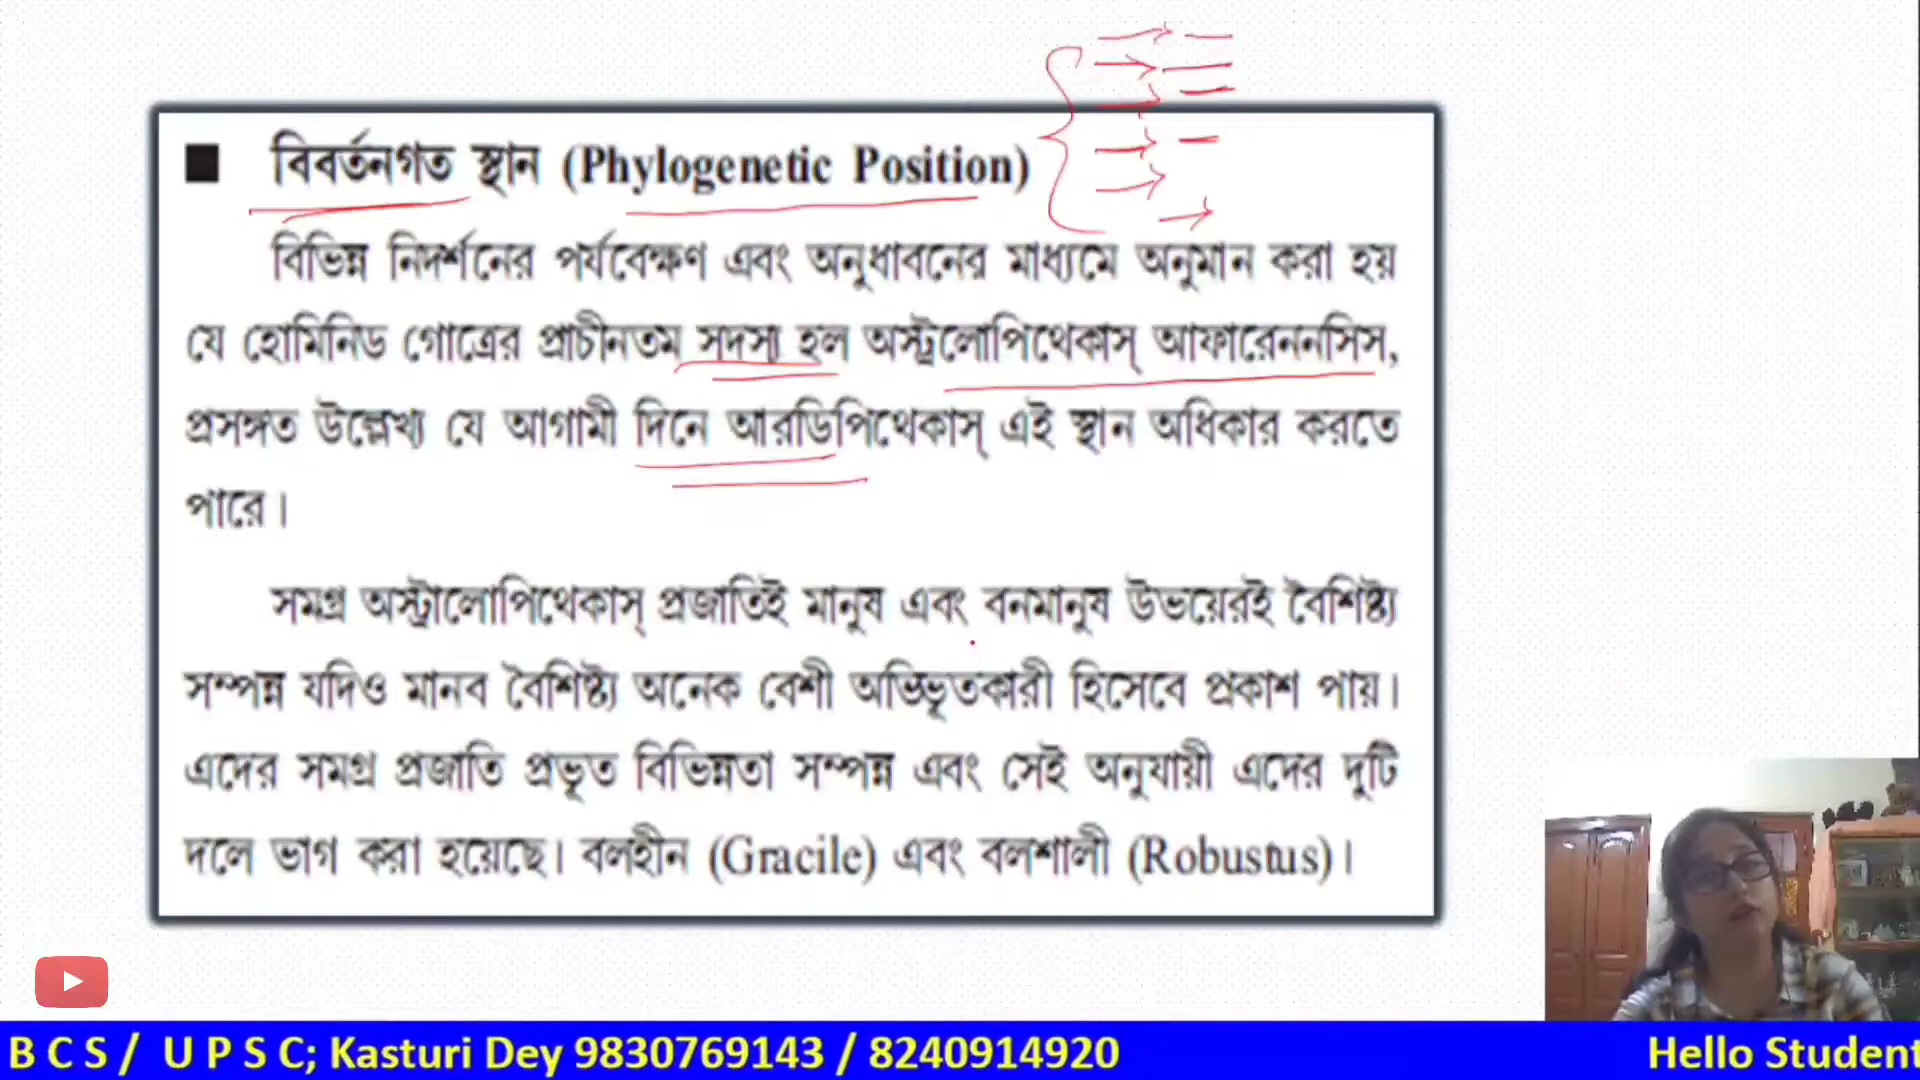 ■ বিবর্তনগত স্থান (Phylogenetic Position)
বিভিন্ন নিদর্শনের পর্যবেক্ষণ এবং অনুধাবনের মাধ্যমে অনুমান করা হয়
যে হোমিনিড গোত্রের প্রাচীনতম সদস্য হল অস্ট্রলোপিথেকাস্ আফারেননসিস,
প্রসঙ্গত উল্লেখ্য যে আগামী দিনে আরডিপিথেকাস্ এই স্থান অধিকার করতে
পারে।
সমগ্র অস্ট্রালোপিথেকাস্ প্রজাতিই মানুষ এবং বনমানুষ উভয়েরই বৈশিষ্ট্য
সম্পন্ন যদিও মানব বৈশিষ্ট্য অনেক বেশী অভিভূতকারী হিসেবে প্রকাশ পায়।
এদের সমগ্র প্রজাতি প্রভূত বিভিন্নতা সম্পন্ন এবং সেই অনুযায়ী এদের দুটি
দলে ভাগ করা হয়েছে। বলহীন (Gracile) এবং বলশালী (Robustus)।
B C S / U P S C; Kasturi Dey 9830769143 / 8240914920
Hello Student